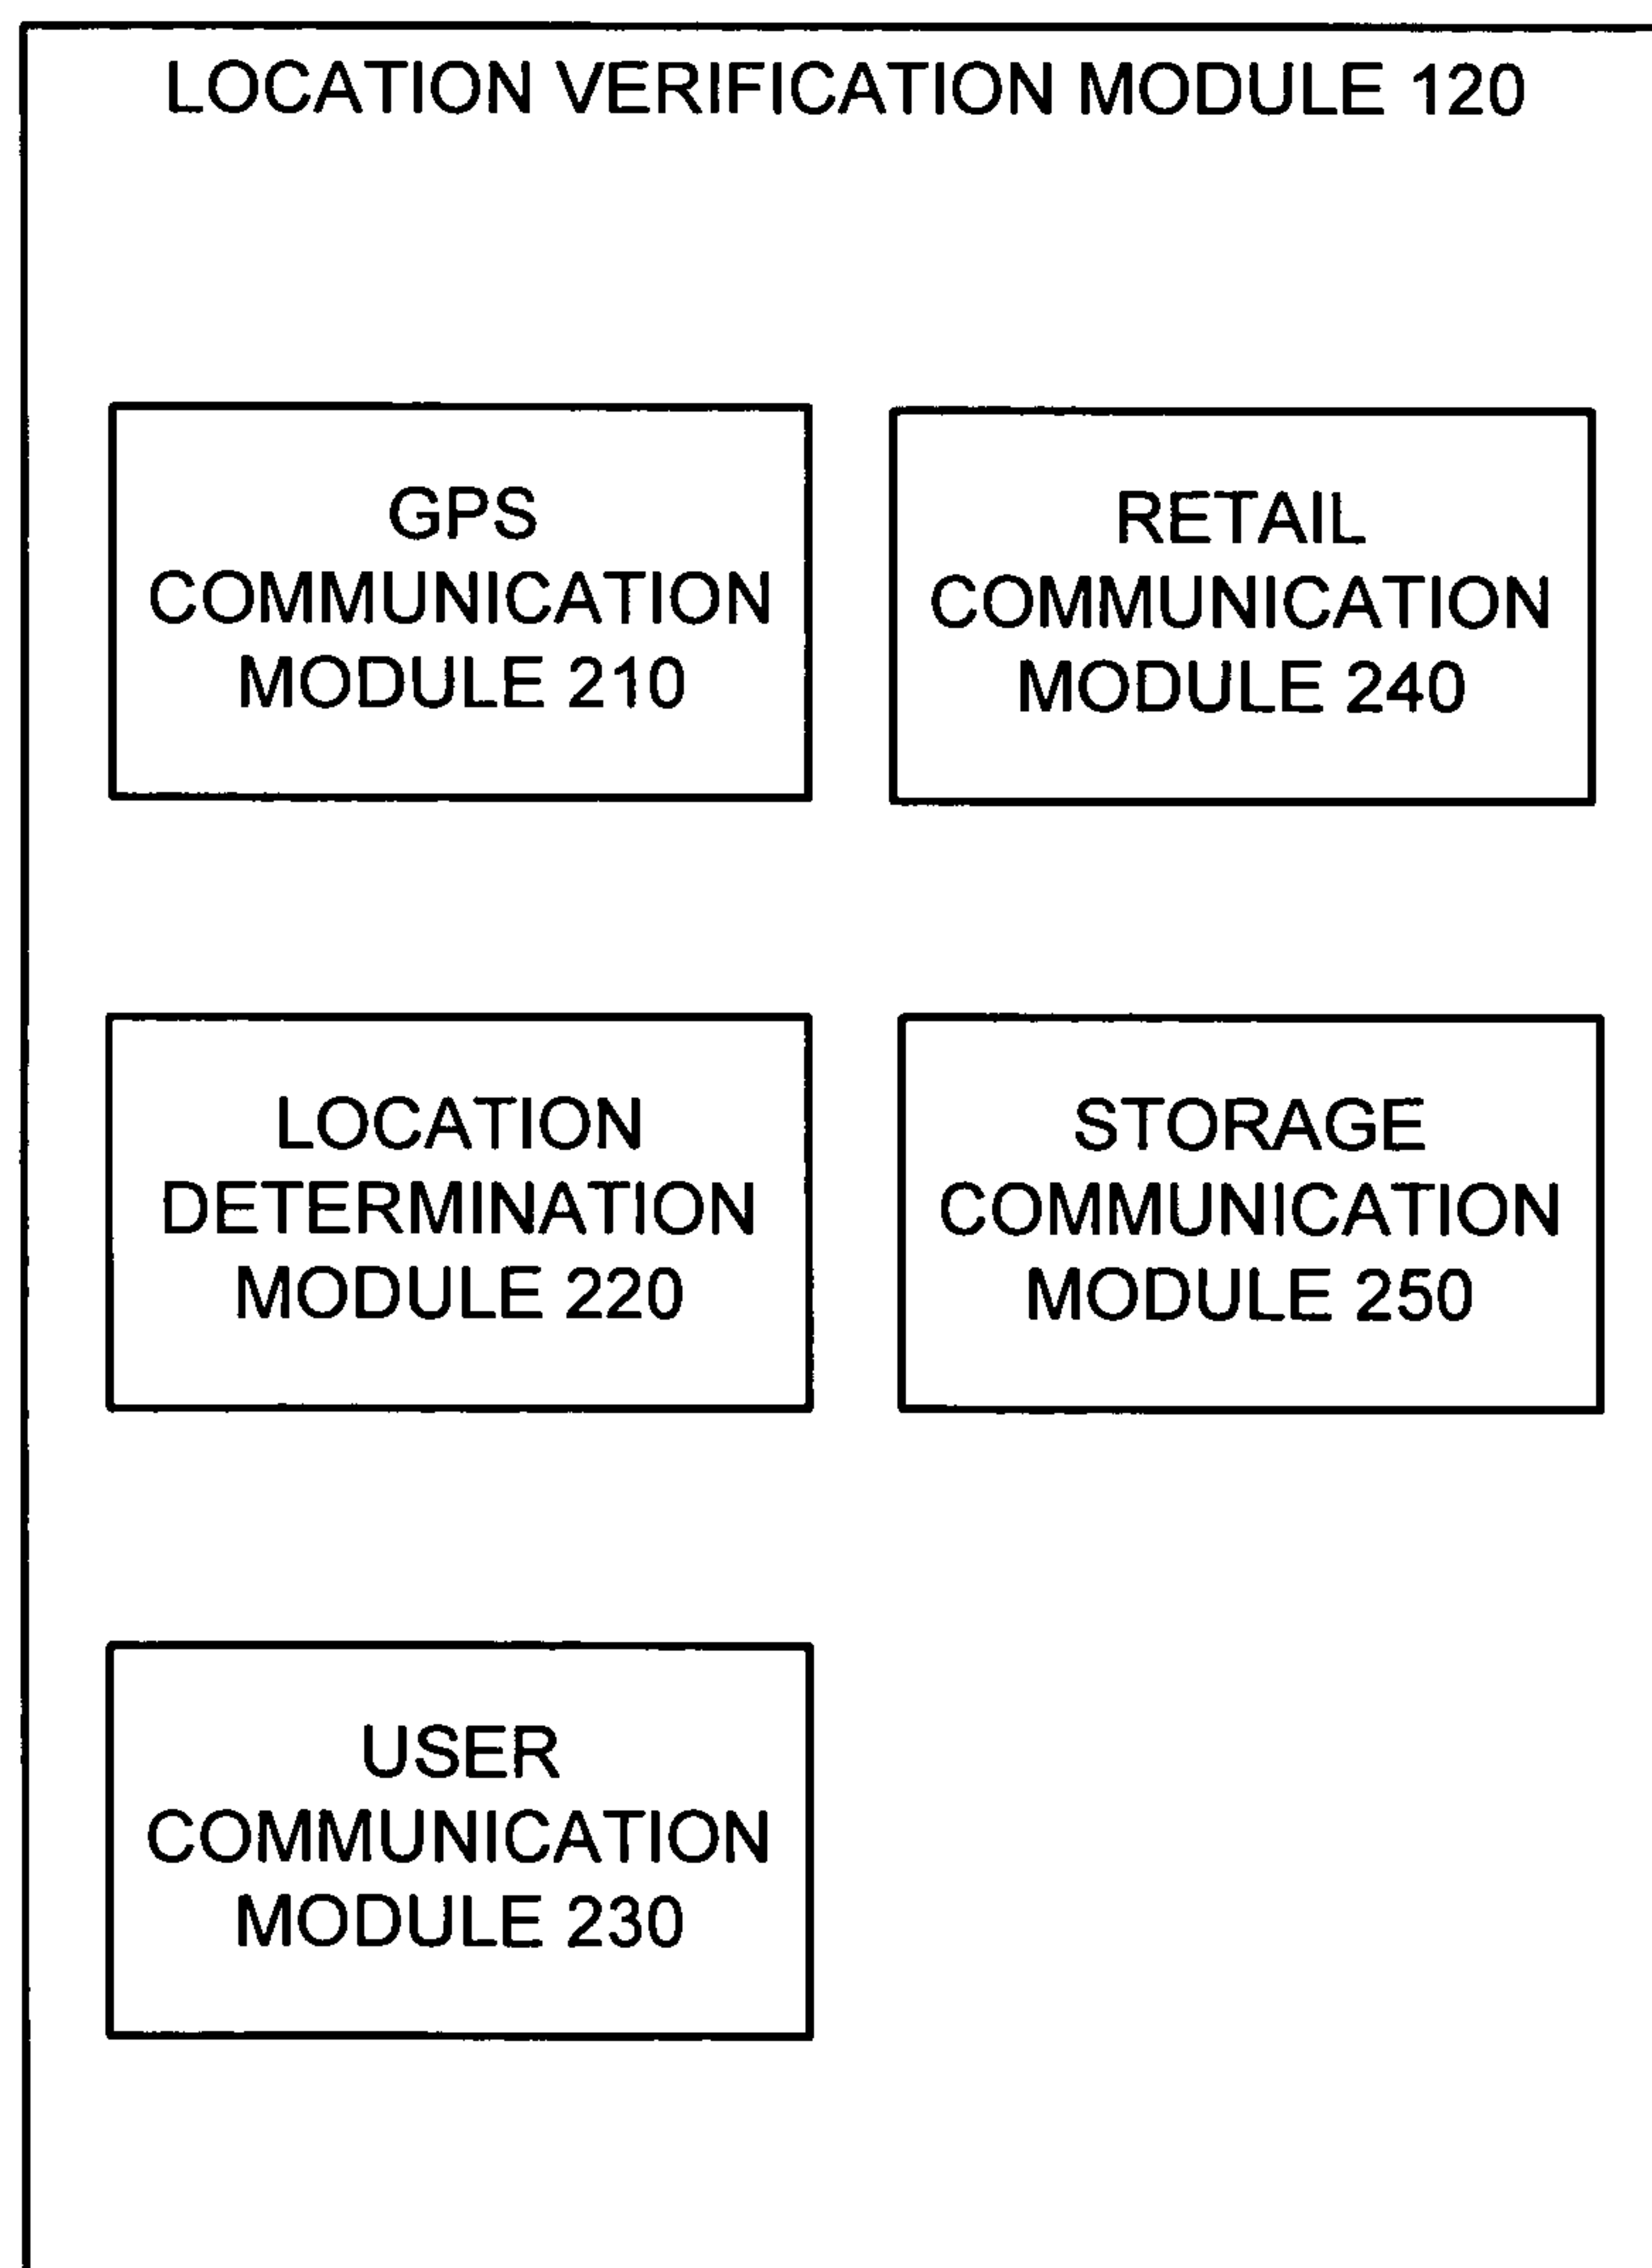 LOCATION VERIFICATION MODULE 120
GPS
COMMUNICATION
MODULE 210
RETAIL
COMMUNICATION
MODULE 240
LOCATION
DETERMINATION
MODULE 220
STORAGE
COMMUNICATION
MODULE 250
USER
COMMUNICATION
MODULE 230